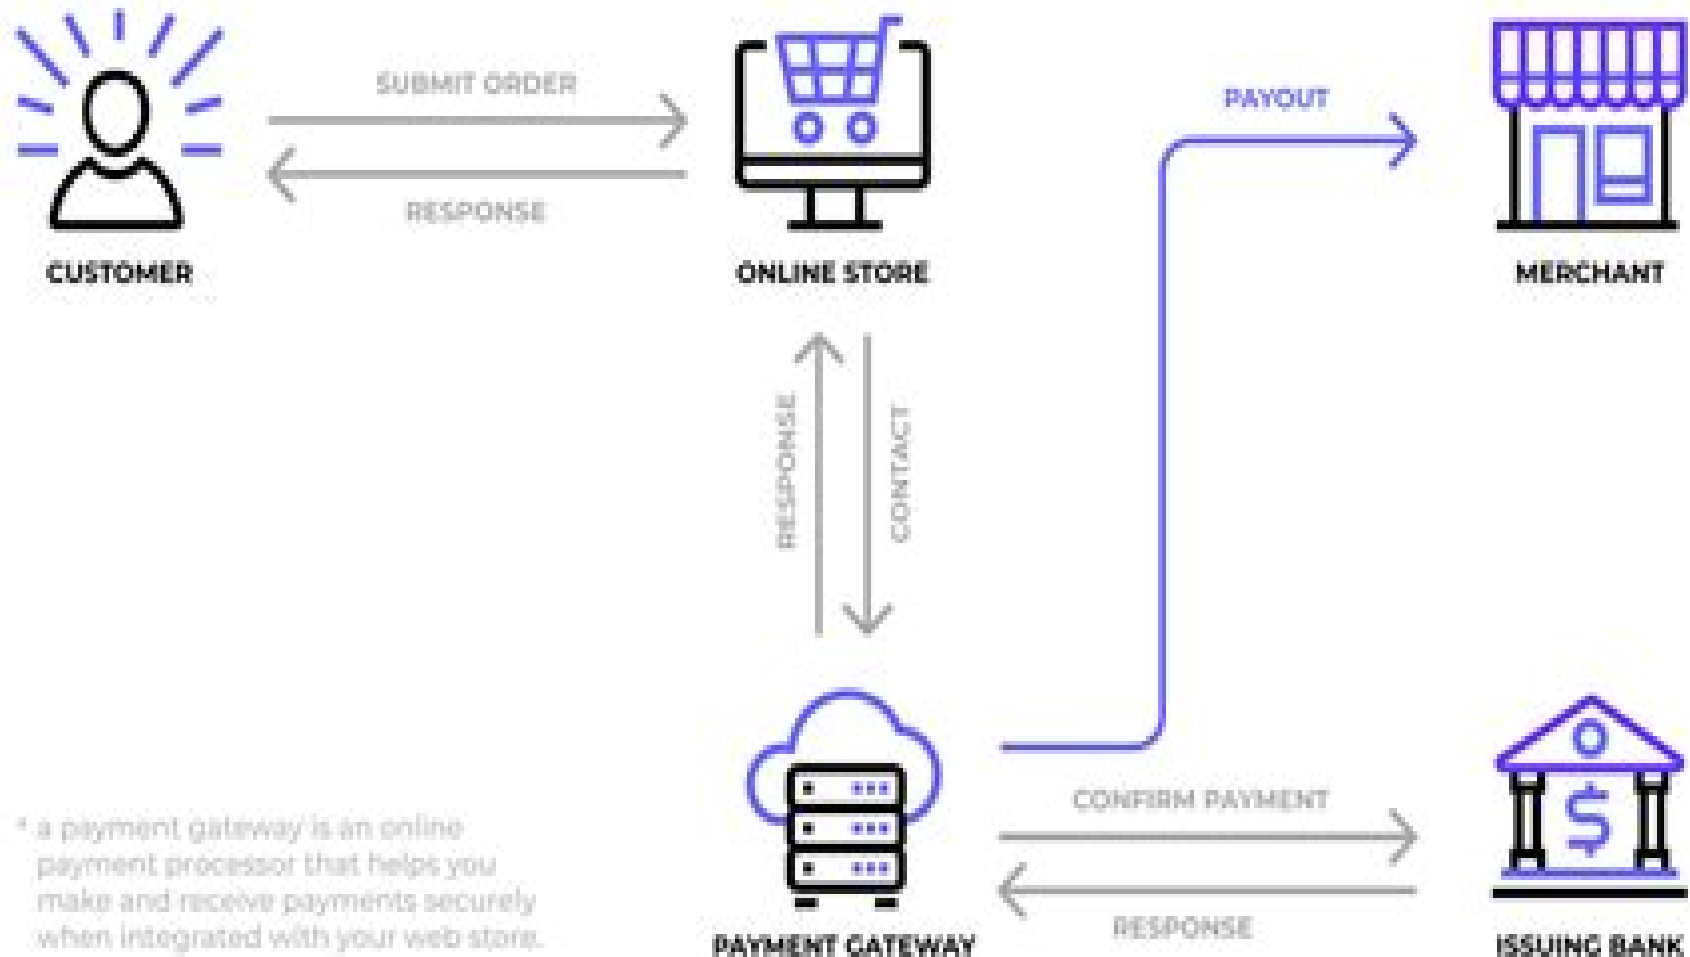 SUBMIT ORDER
PAYOUT
RESPONSE
CUSTOMER
ONLINE STORE
MERCHANT
RESPONSE
CONTACT
CONFIRM PAYMENT
* a payment gateway is an online
payment processor that helps you
make and receive payments securely
when integrated with your web store.
RESPONSE
PAYMENT GATEWAY
ISSUING BANK